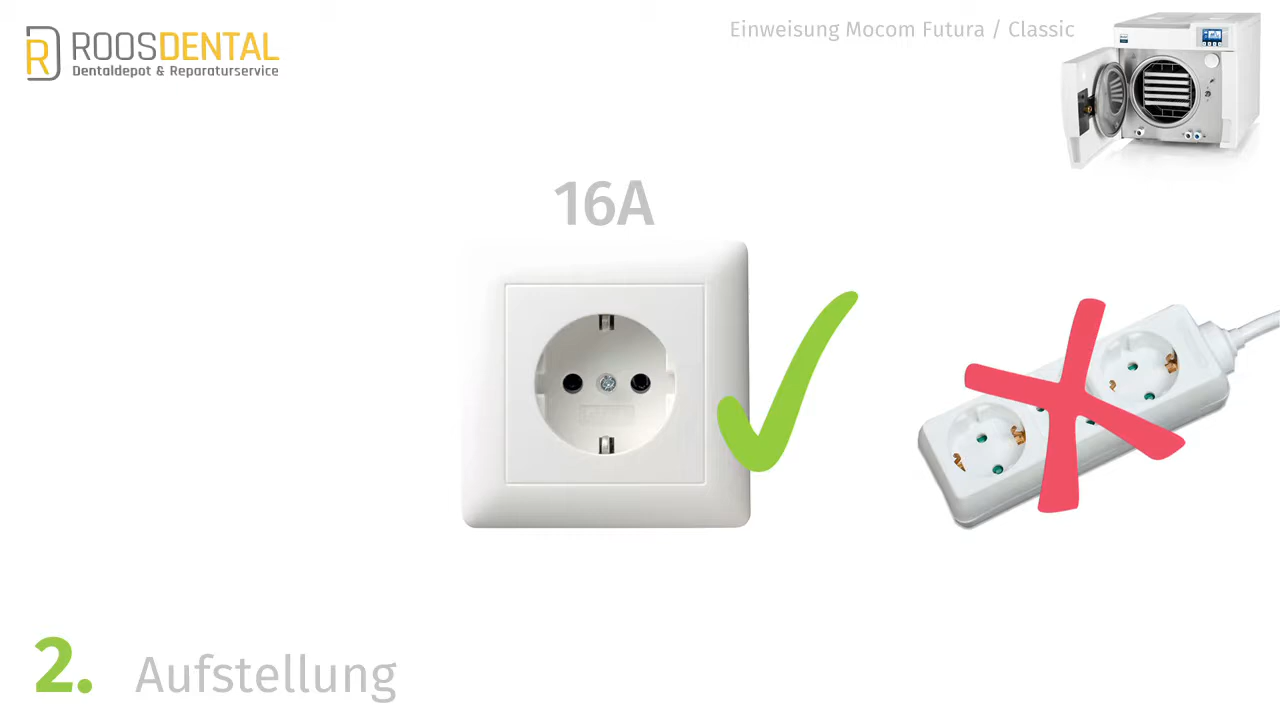 ROOSDENTAL
Dentaldepot & Reparaturservice
Einweisung Mocom Futura / Classic
16A
2. Aufstellung